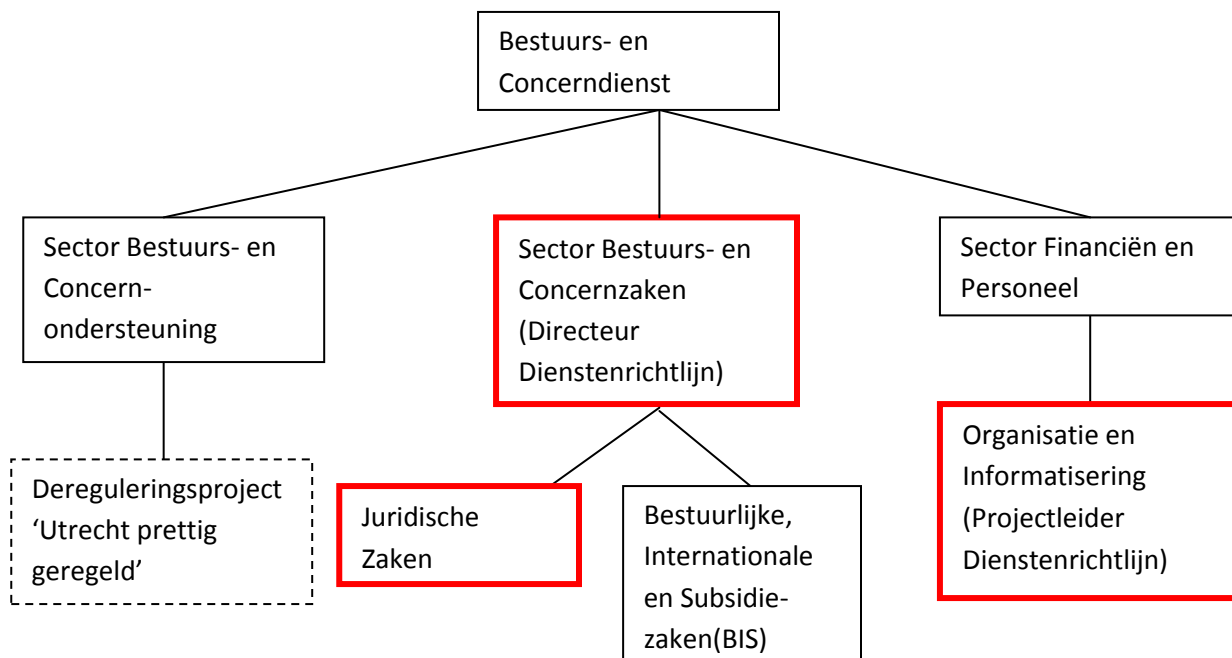 Bestuurs- en
Concerndienst
Sector Bestuurs- en
Concern-
ondersteuning
Sector Bestuurs- en
Concernzaken
(Directeur
Dienstenrichtlijn)
Sector Financiën en
Personeel
Dereguleringsproject
‘Utrecht prettig
geregeld’
Juridische
Zaken
Bestuurlijke,
Internationale
en Subsidie-
zaken(BIS)
Organisatie en
Informatisering
(Projectleider
Dienstenrichtlijn)